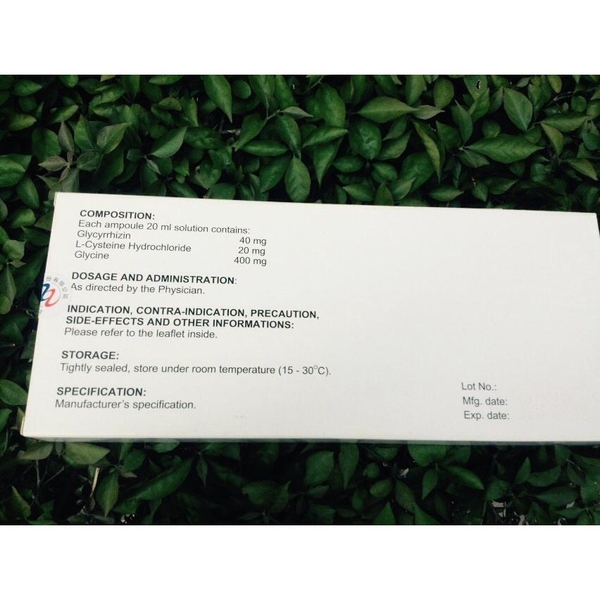 COMPOSITION:
Each ampoule 20 ml solution contains:
Glycyrrhizin 40 mg
L-Cysteine Hydrochloride 20 mg
Glycine 400 mg
DOSAGE AND ADMINISTRATION:
As directed by the Physician.
INDICATION, CONTRA-INDICATION, PRECAUTION,
SIDE-EFFECTS AND OTHER INFORMATIONS:
Please refer to the leaflet inside.
STORAGE:
Tightly sealed, store under room temperature (15 - 30°C).
SPECIFICATION:
Manufacturer's specification.
Lot No.:
Mfg. date:
Exp. date: